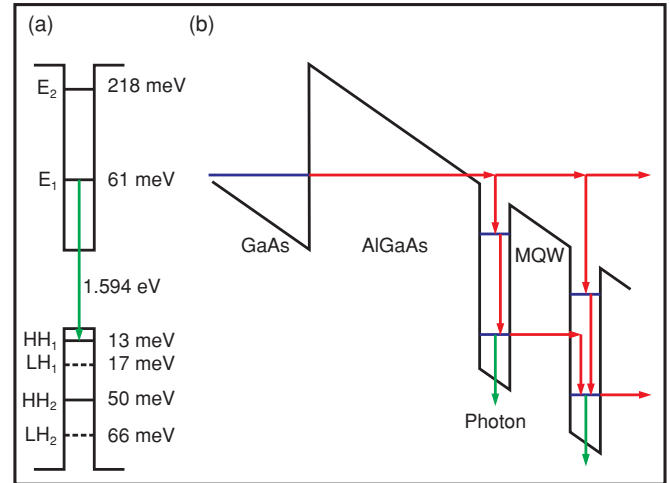 (a)
E2 218 meV
E1 61 meV
1.594 eV
HH1 13 meV
LH1 17 meV
HH2 50 meV
LH2 66 meV
(b)
GaAs
AlGaAs
MQW
Photon